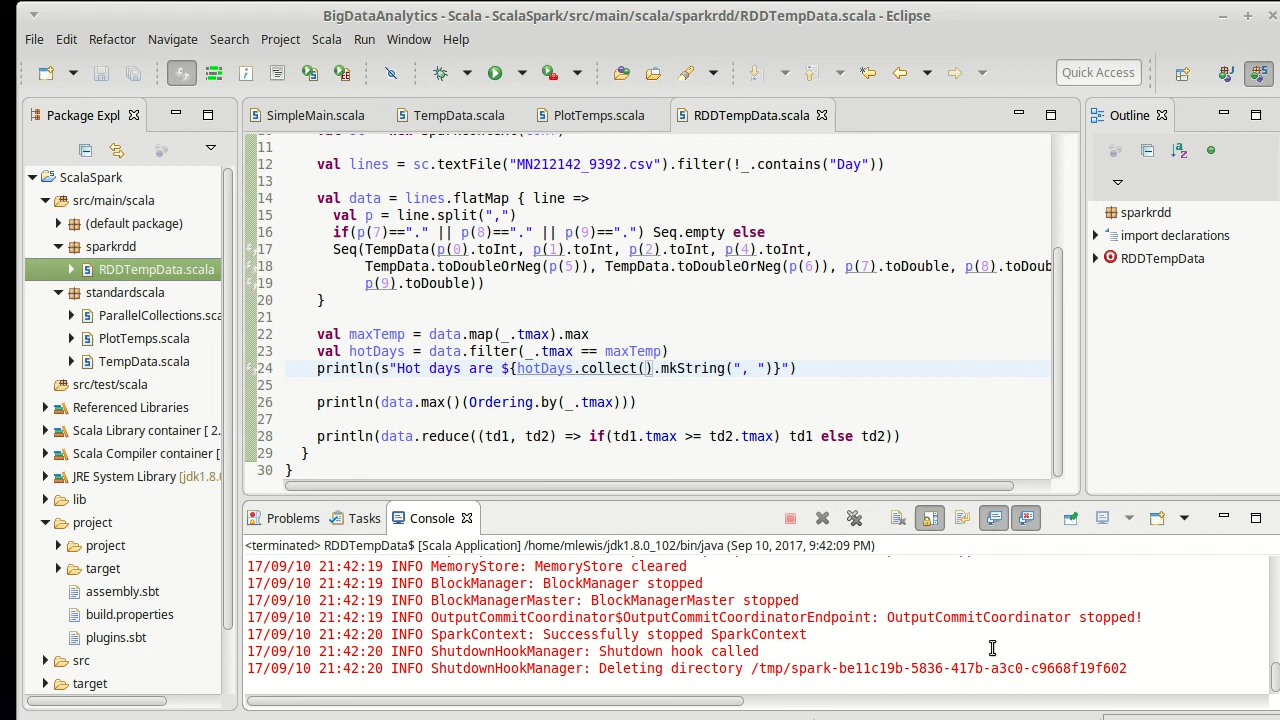 BigDataAnalytics - Scala - ScalaSpark/src/main/scala/sparkrdd/RDDTempData.scala - Eclipse
File Edit Refactor Navigate Search Project Scala Run Window Help
Quick Access
Package Expl
SimpleMain.scala TempData.scala PlotTemps.scala RDDTempData.scala
Outline
ScalaSpark
src/main/scala
(default package)
sparkrdd
RDDTempData.scala
standardscala
ParallelCollections.sca
PlotTemps.scala
TempData.scala
src/test/scala
Referenced Libraries
Scala Library container [ 2.
Scala Compiler container [
JRE System Library [jdk1.8.0
lib
project
project
target
assembly.sbt
build.properties
plugins.sbt
src
target
11
12 val lines = sc.textFile("MN212142_9392.csv").filter(!_.contains("Day"))
13
14 val data = lines.flatMap { line =>
15 val p = line.split(",")
16 if(p(7)=="." || p(8)=="." || p(9)==".") Seq.empty else
17 Seq(TempData(p(0).toInt, p(1).toInt, p(2).toInt, p(4).toInt,
18 TempData.toDoubleOrNeg(p(5)), TempData.toDoubleOrNeg(p(6)), p(7).toDouble, p(8).toDoub
19 p(9).toDouble))
20 }
21
22 val maxTemp = data.map(_.tmax).max
23 val hotDays = data.filter(_.tmax == maxTemp)
24 println(s"Hot days are ${hotDays.collect().mkString(", ")}")
25
26 println(data.max()(Ordering.by(_.tmax)))
27
28 println(data.reduce((td1, td2) => if(td1.tmax >= td2.tmax) td1 else td2))
29 }
30 }
sparkrdd
import declarations
RDDTempData
Problems Tasks Console
<terminated> RDDTempData$ [Scala Application] /home/mlewis/jdk1.8.0_102/bin/java (Sep 10, 2017, 9:42:09 PM)
17/09/10 21:42:19 INFO MemoryStore: MemoryStore cleared
17/09/10 21:42:19 INFO BlockManager: BlockManager stopped
17/09/10 21:42:19 INFO BlockManagerMaster: BlockManagerMaster stopped
17/09/10 21:42:19 INFO OutputCommitCoordinator$OutputCommitCoordinatorEndpoint: OutputCommitCoordinator stopped!
17/09/10 21:42:20 INFO SparkContext: Successfully stopped SparkContext
17/09/10 21:42:20 INFO ShutdownHookManager: Shutdown hook called
17/09/10 21:42:20 INFO ShutdownHookManager: Deleting directory /tmp/spark-be11c19b-5836-417b-a3c0-c9668f19f602